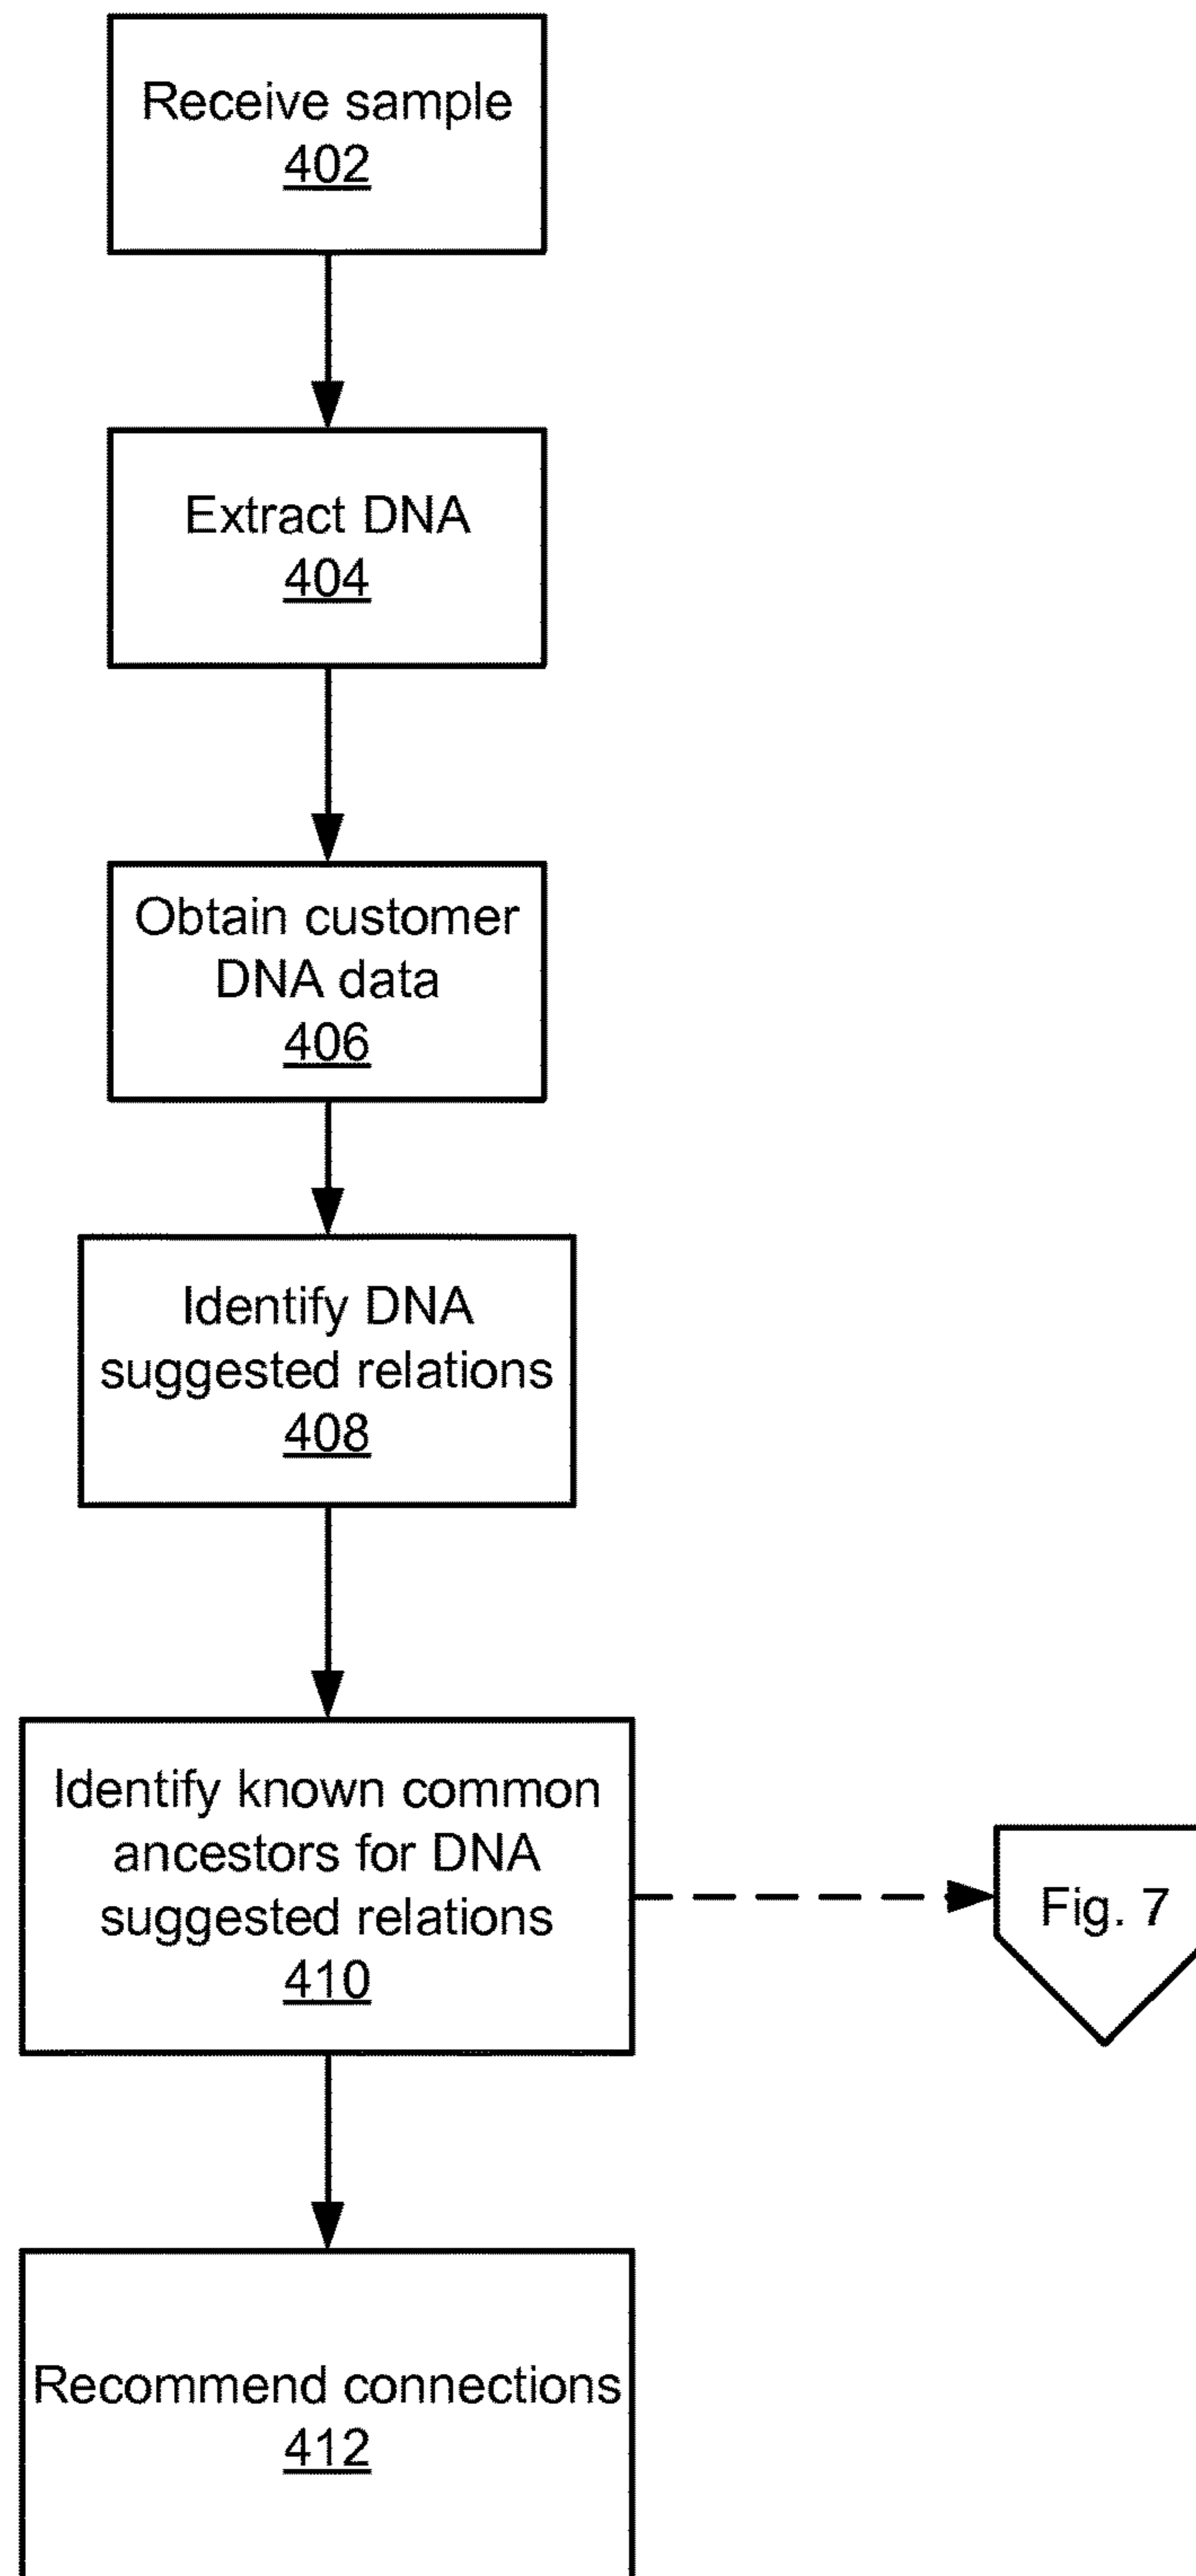 Receive sample
402
Extract DNA
404
Obtain customer
DNA data
406
Identify DNA
suggested relations
408
Identify known common
ancestors for DNA
suggested relations
410
Fig. 7
Recommend connections
412